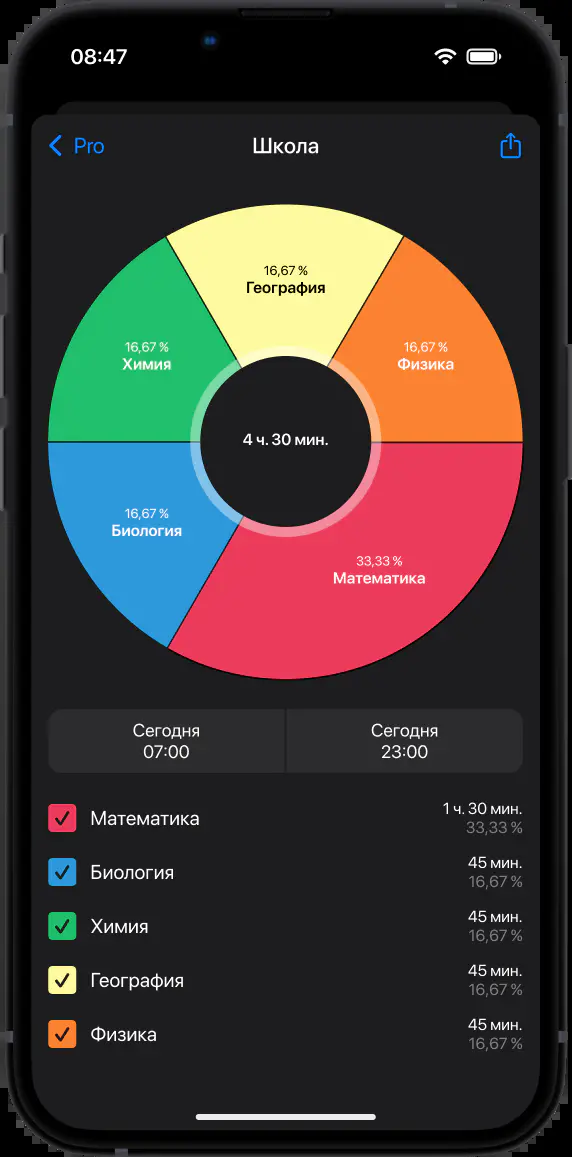 08:47
Pro
Школа
16,67 %
География
16,67 %
Химия
16,67 %
Физика
4 ч. 30 мин.
16,67 %
Биология
33,33 %
Математика
Сегодня
07:00
Сегодня
23:00
Математика
1 ч. 30 мин.
33,33 %
Биология
45 мин.
16,67 %
Химия
45 мин.
16,67 %
География
45 мин.
16,67 %
Физика
45 мин.
16,67 %